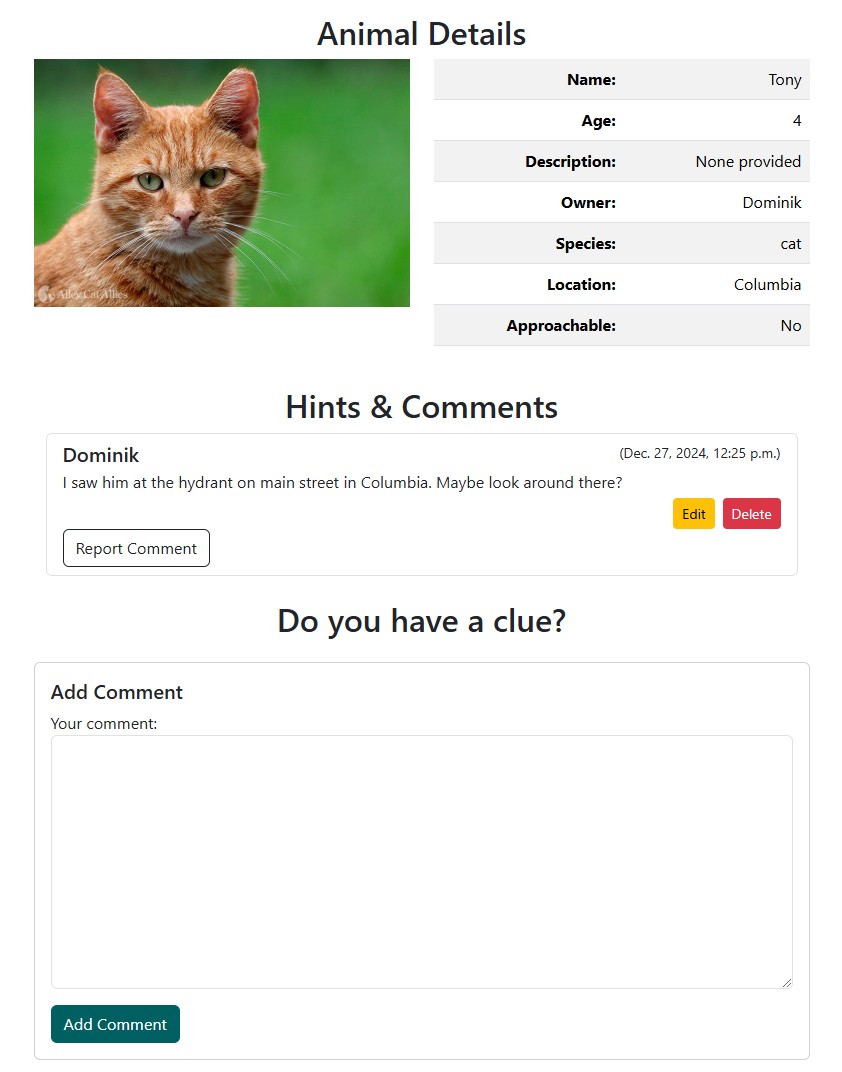 Animal Details
Alley Cat Allies
Name: Tony
Age: 4
Description: None provided
Owner: Dominik
Species: cat
Location: Columbia
Approachable: No
Hints & Comments
Dominik (Dec. 27, 2024, 12:25 p.m.)
I saw him at the hydrant on main street in Columbia. Maybe look around there?
Edit Delete
Report Comment
Do you have a clue?
Add Comment
Your comment:
Add Comment